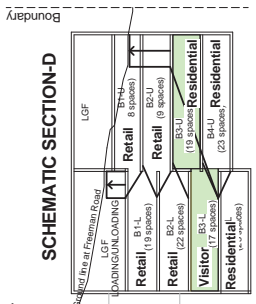 Boundary
SCHEMATIC SECTION-D
LGF
B1-U
Retail 8 spaces)
B2-U
Retail (9 spaces)
B3-U
(19 spaces) Residential
B4-U Residential
(23 spaces)
Ground line at Freeman Road
LGF
LOADING/UNLOADING
B1-L
Retail (19 spaces)
B2-L
Retail (22 spaces)
B3-L
Visitor (17 spaces)
Residential